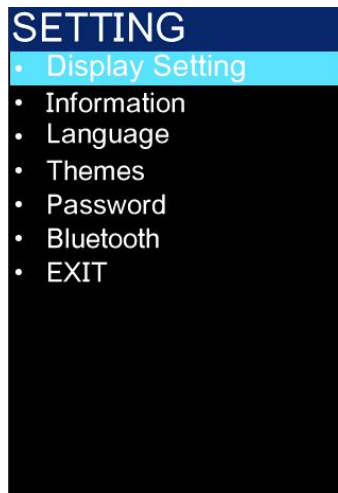 SETTING
• Display Setting
• Information
• Language
• Themes
• Password
• Bluetooth
• EXIT